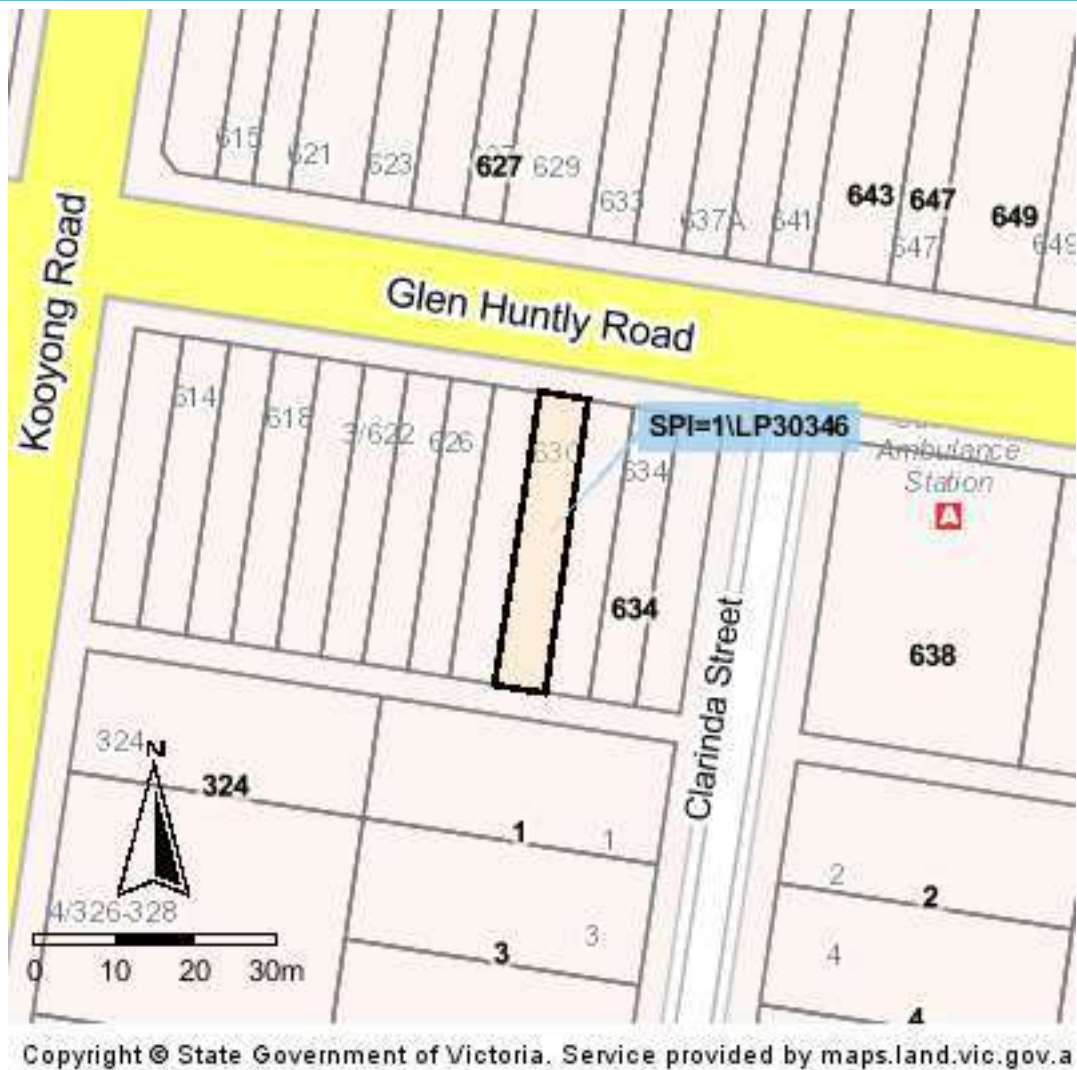 615
621
623
627
629
633
637A
641
643
647
647
649
649
Kooyong Road
Glen Huntly Road
614
618
3/622
626
630
634
SPI=1\LP30346
Ambulance
Station
A
634
638
Clarinda Street
324
N
324
1
1
2
2
4/326-328
3
3
4
4
0 10 20 30m
Copyright © State Government of Victoria. Service provided by maps.land.vic.gov.a